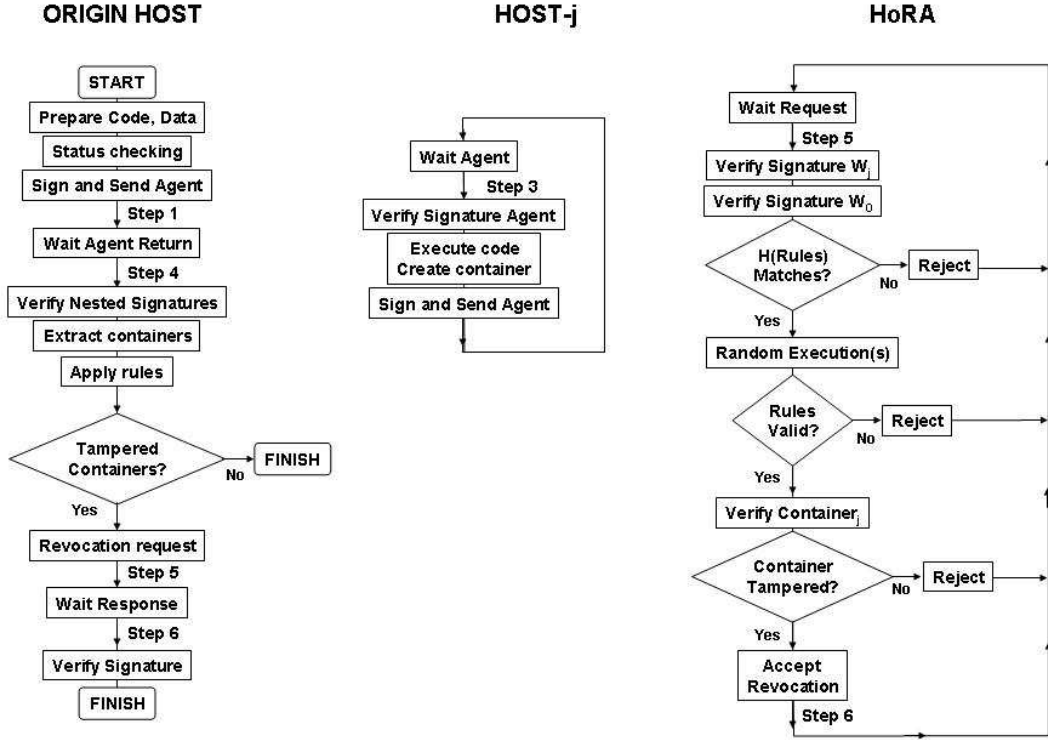 ORIGIN HOST
START
Prepare Code, Data
Status checking
Sign and Send Agent
Step 1
Wait Agent Return
Step 4
Verify Nested Signatures
Extract containers
Apply rules
Tampered
Containers?
No
FINISH
Yes
Revocation request
Step 5
Wait Response
Step 6
Verify Signature
FINISH
HOST-j
Wait Agent
Step 3
Verify Signature Agent
Execute code
Create container
Sign and Send Agent
HoRA
Wait Request
Step 5
Verify Signature Wj
Verify Signature W0
H(Rules)
Matches?
No
Reject
Yes
Random Execution(s)
Rules
Valid?
No
Reject
Yes
Verify Containerj
Container
Tampered?
No
Reject
Yes
Accept
Revocation
Step 6